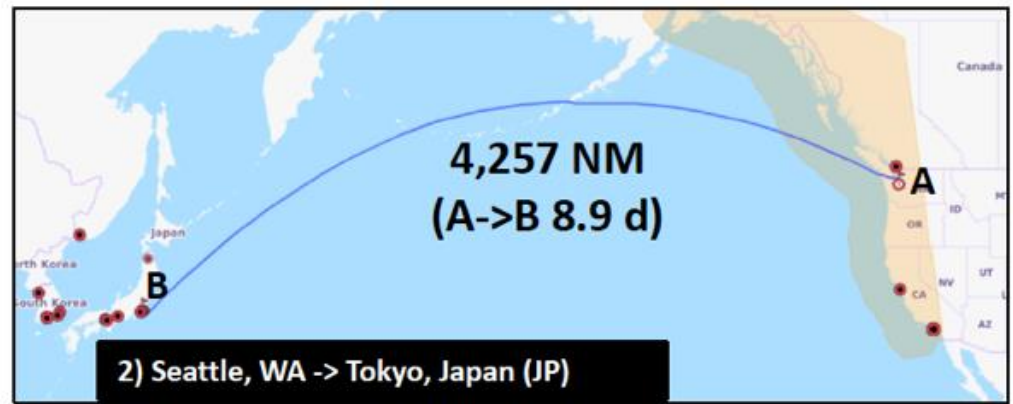 Canada
4,257 NM
(A->B 8.9 d)
A
ID
OR
Japan
orth Korea
B
South Korea
UT
NV
CA
AZ
2) Seattle, WA -> Tokyo, Japan (JP)